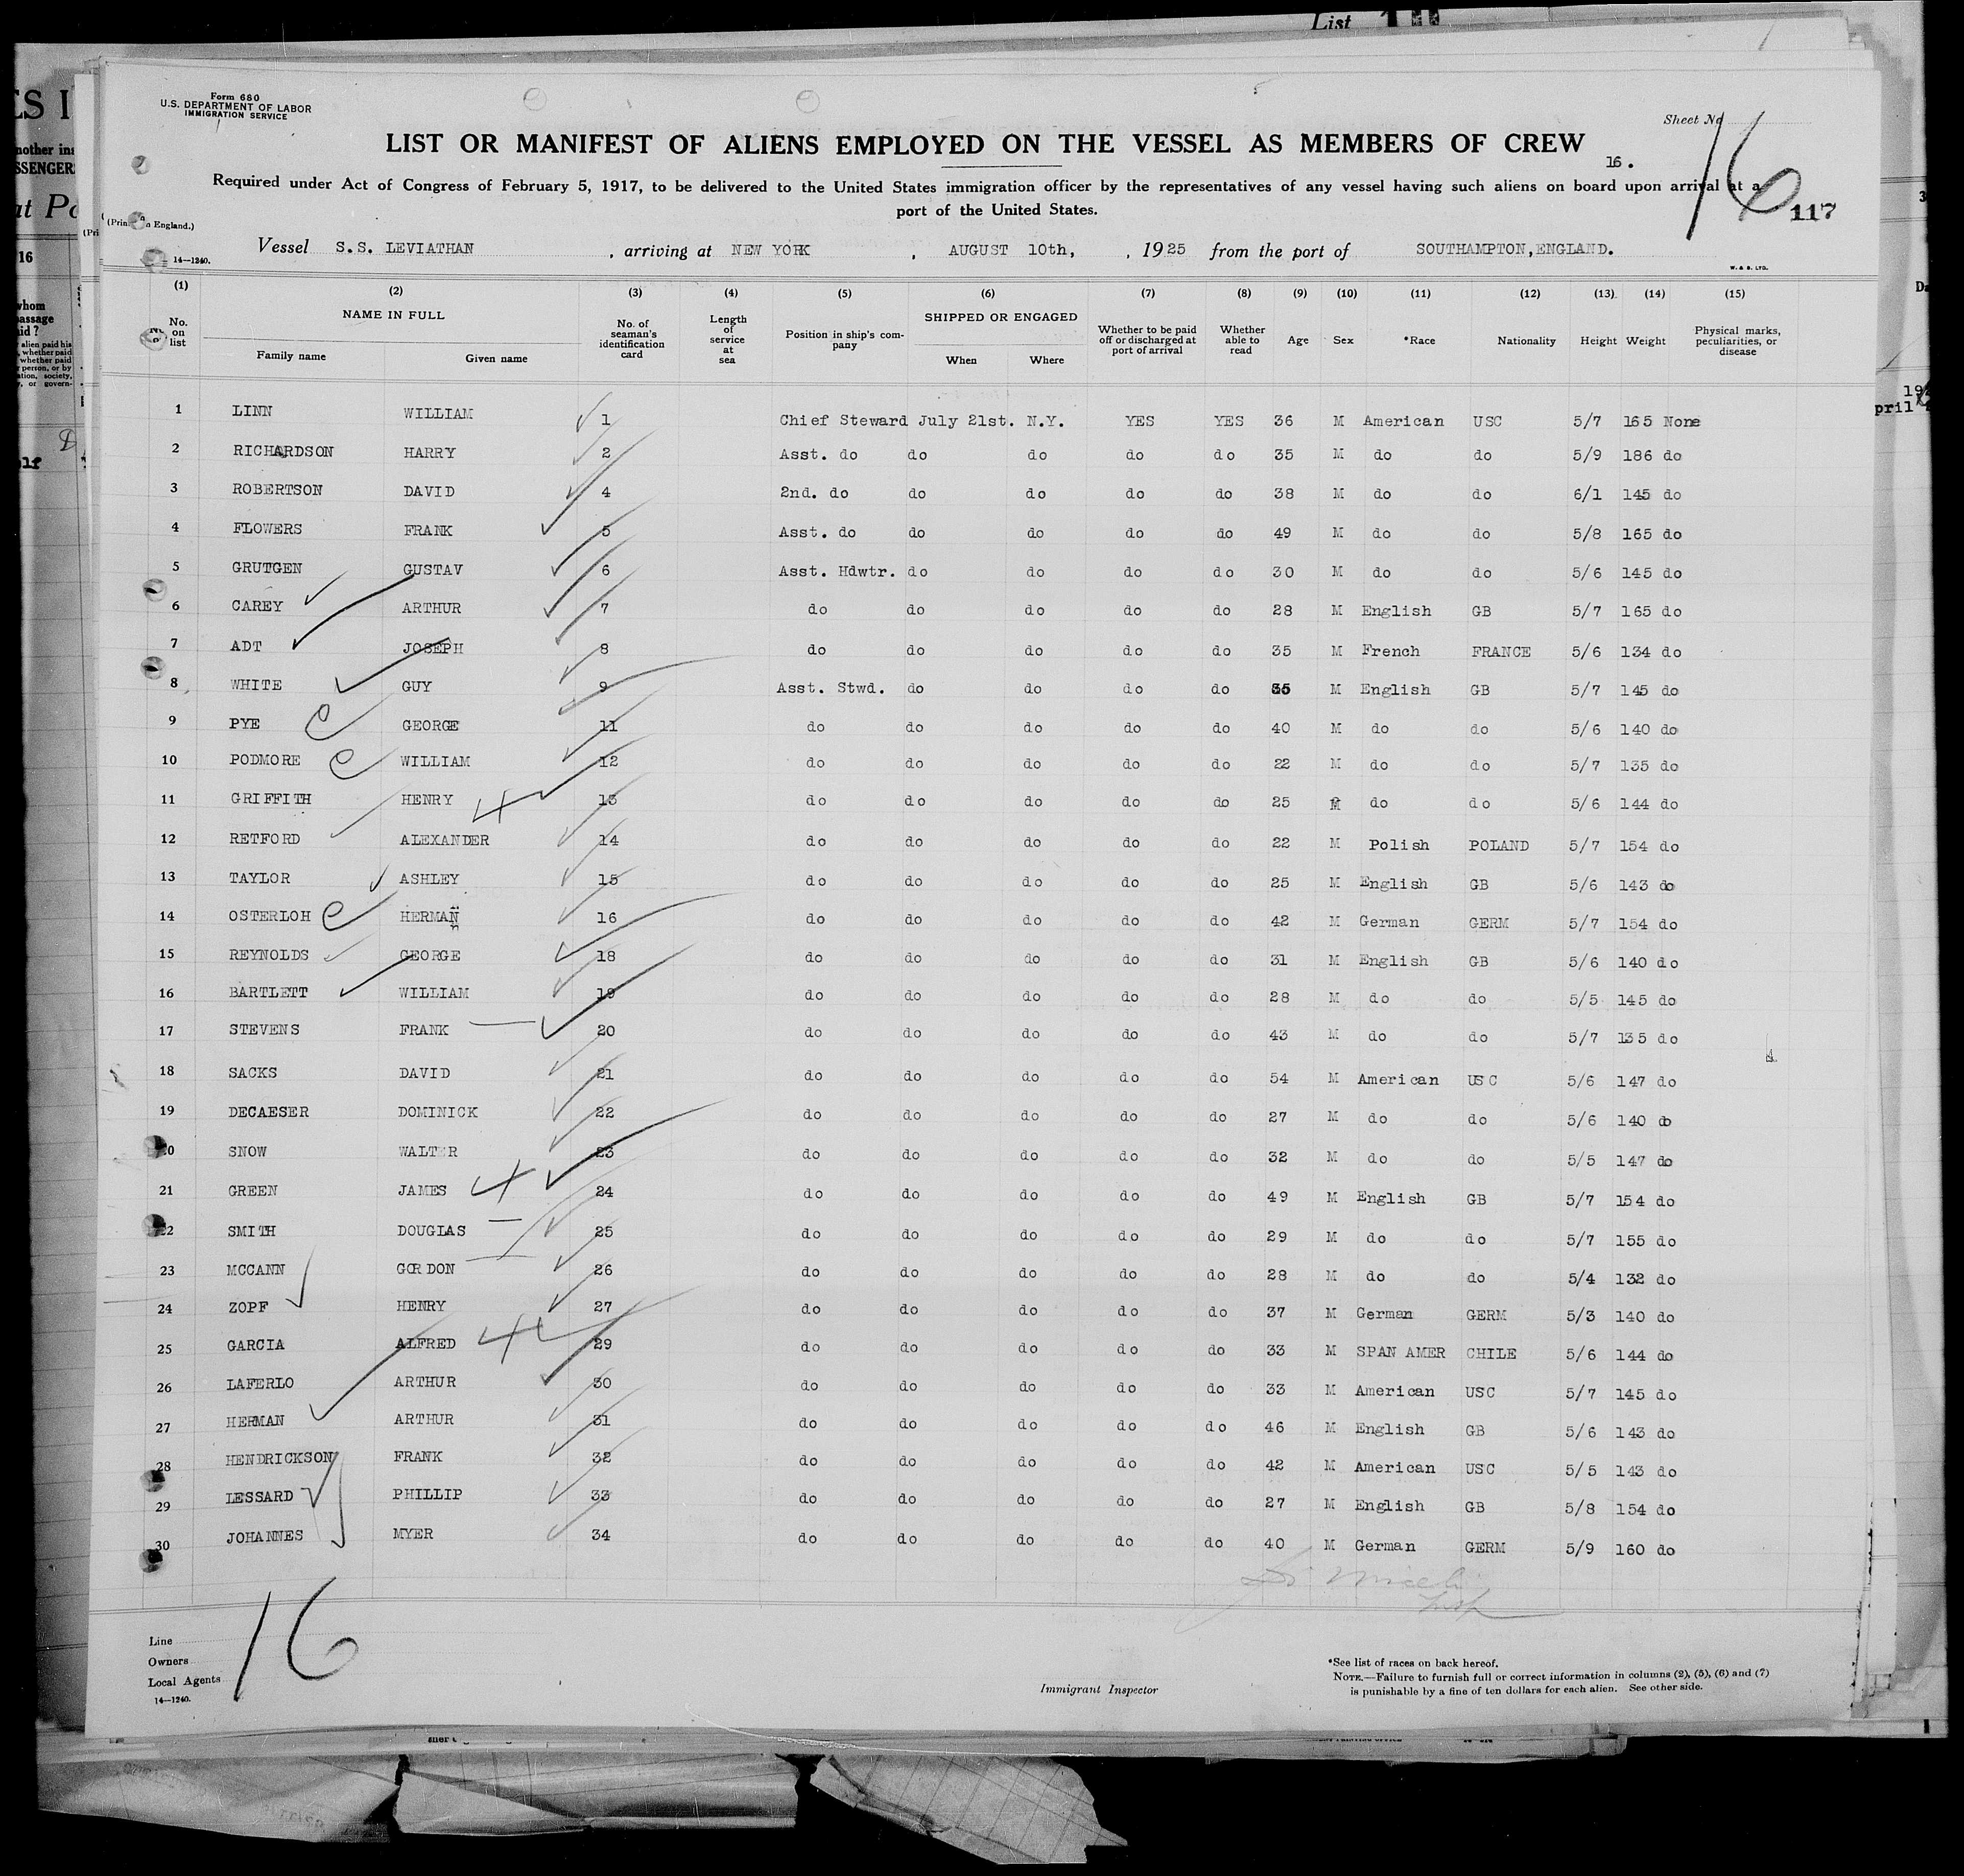 List
Form 680
U.S. DEPARTMENT OF LABOR
IMMIGRATION SERVICE
Sheet No
LIST OR MANIFEST OF ALIENS EMPLOYED ON THE VESSEL AS MEMBERS OF CREW
16.
16
Required under Act of Congress of February 5, 1917, to be delivered to the United States immigration officer by the representatives of any vessel having such aliens on board upon arrival at a
port of the United States.
117
Vessel S.S. LEVIATHAN , arriving at NEW YORK , AUGUST 10th, , 1925 from the port of SOUTHAMPTON, ENGLAND.
14—1240.
W. & S. LTD.
(1) (2) (3) (4) (5) (6) (7) (8) (9) (10) (11) (12) (13) (14) (15)
No. on list NAME IN FULL Family name Given name No. of seaman's identification card Length of service at sea Position in ship's company SHIPPED OR ENGAGED When Where Whether to be paid off or discharged at port of arrival Whether able to read Age Sex *Race Nationality Height Weight Physical marks, peculiarities, or disease
1 LINN WILLIAM 1 Chief Steward July 21st. N.Y. YES YES 36 M American USC 5/7 165 None
2 RICHARDSON HARRY 2 Asst. do do do do do 35 M do do 5/9 186 do
3 ROBERTSON DAVID 4 2nd. do do do do do 38 M do do 6/1 145 do
4 FLOWERS FRANK 5 Asst. do do do do do 49 M do do 5/8 165 do
5 GRUTGEN GUSTAV 6 Asst. Hdwtr. do do do do 30 M do do 5/6 145 do
6 CAREY ARTHUR 7 do do do do do 28 M English GB 5/7 165 do
7 ADT JOSEPH 8 do do do do do 35 M French FRANCE 5/6 134 do
8 WHITE GUY 9 Asst. Stwd. do do do do 35 M English GB 5/7 145 do
9 PYE GEORGE 11 do do do do do 40 M do do 5/6 140 do
10 PODMORE WILLIAM 12 do do do do do 22 M do do 5/7 135 do
11 GRIFFITH HENRY 13 do do do do do 25 M do do 5/6 144 do
12 RETFORD ALEXANDER 14 do do do do do 22 M Polish POLAND 5/7 154 do
13 TAYLOR ASHLEY 15 do do do do do 25 M English GB 5/6 143 do
14 OSTERLOH HERMAN 16 do do do do do 42 M German GERM 5/7 154 do
15 REYNOLDS GEORGE 18 do do do do do 31 M English GB 5/6 140 do
16 BARTLETT WILLIAM 19 do do do do do 28 M do do 5/5 145 do
17 STEVENS FRANK 20 do do do do do 43 M do do 5/7 135 do
18 SACKS DAVID 21 do do do do do 54 M American USC 5/6 147 do
19 DECAESER DOMINICK 22 do do do do do 27 M do do 5/6 140 do
20 SNOW WALTER 23 do do do do do 32 M do do 5/5 147 do
21 GREEN JAMES 24 do do do do do 49 M English GB 5/7 154 do
22 SMITH DOUGLAS 25 do do do do do 29 M do do 5/7 155 do
23 MCCANN GORDON 26 do do do do do 28 M do do 5/4 132 do
24 ZOPF HENRY 27 do do do do do 37 M German GERM 5/3 140 do
25 GARCIA ALFRED 29 do do do do do 33 M SPAN AMER CHILE 5/6 144 do
26 LAFERLO ARTHUR 30 do do do do do 33 M American USC 5/7 145 do
27 HERMAN ARTHUR 31 do do do do do 46 M English GB 5/6 143 do
28 HENDRICKSON FRANK 32 do do do do do 42 M American USC 5/5 143 do
29 LESSARD PHILLIP 33 do do do do do 27 M English GB 5/8 154 do
30 JOHANNES MYER 34 do do do do do 40 M German GERM 5/9 160 do
16
Line
Owners
Local Agents
14—1240.
Immigrant Inspector
*See list of races on back hereof.
NOTE.—Failure to furnish full or correct information in columns (2), (5), (6) and (7)
is punishable by a fine of ten dollars for each alien. See other side.